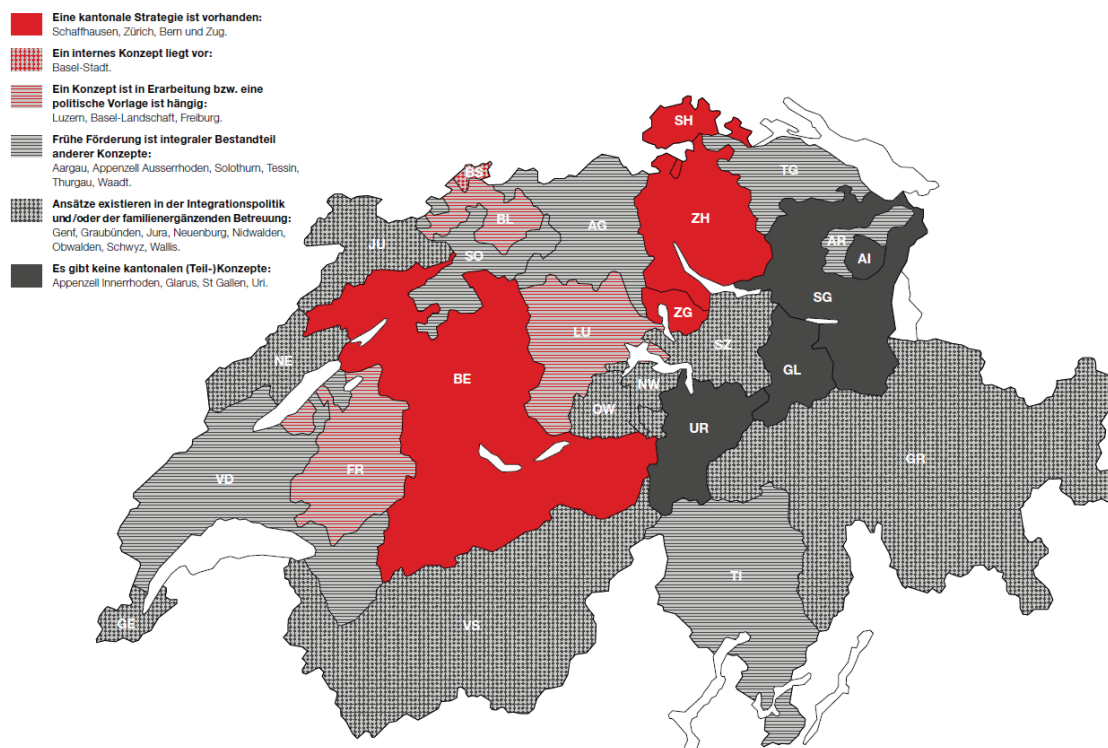 Eine kantonale Strategie ist vorhanden:
Schaffhausen, Zürich, Bern und Zug.
Ein internes Konzept liegt vor:
Basel-Stadt.
Ein Konzept ist in Erarbeitung bzw. eine
politische Vorlage ist hängig:
Luzern, Basel-Landschaft, Freiburg.
Frühe Förderung ist integraler Bestandteil
anderer Konzepte:
Aargau, Appenzell Ausserrhoden, Solothurn, Tessin,
Thurgau, Waadt.
Ansätze existieren in der Integrationspolitik
und/oder der familienergänzenden Betreuung:
Genf, Graubünden, Jura, Neuenburg, Nidwalden,
Obwalden, Schwyz, Wallis.
Es gibt keine kantonalen (Teil-)Konzepte:
Appenzell Innerrhoden, Glarus, St Gallen, Uri.
SH
BS
TG
BL
AG
ZH
JU
SO
AR
AI
SG
ZG
LU
SZ
NE
BE
GL
NW
OW
UR
FR
GR
VD
TI
GE
VS